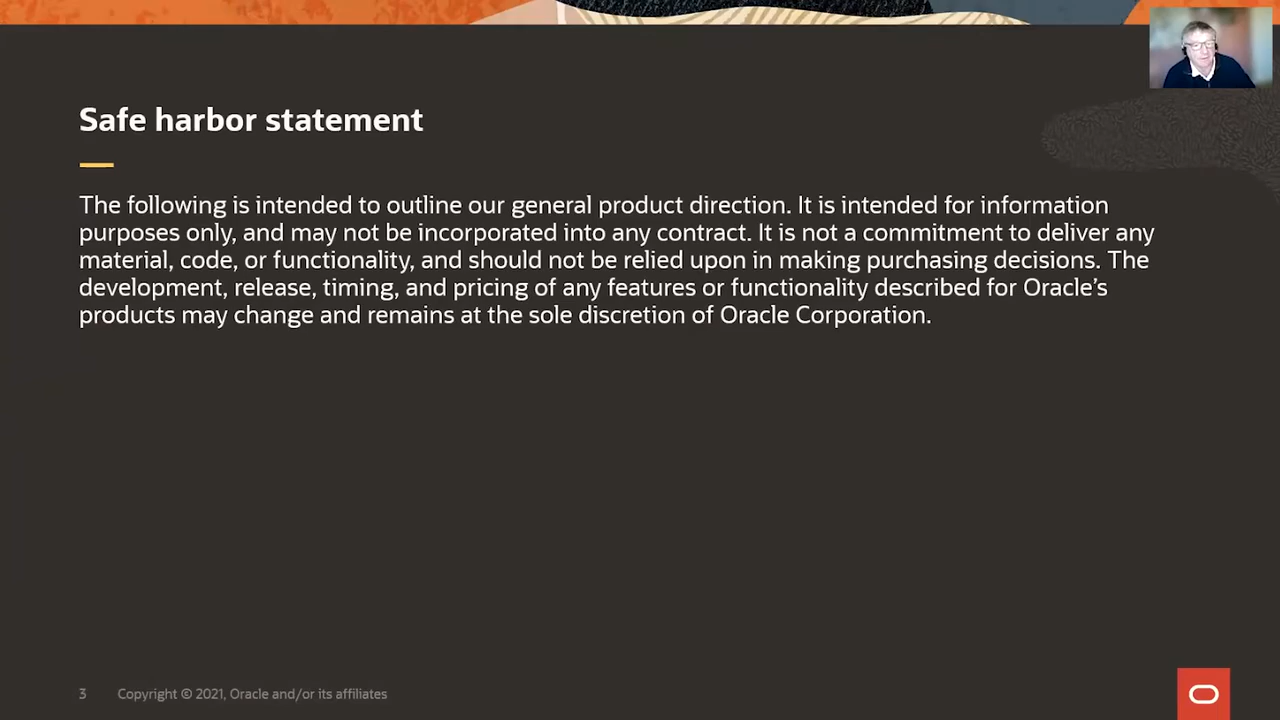 Safe harbor statement
The following is intended to outline our general product direction. It is intended for information
purposes only, and may not be incorporated into any contract. It is not a commitment to deliver any
material, code, or functionality, and should not be relied upon in making purchasing decisions. The
development, release, timing, and pricing of any features or functionality described for Oracle’s
products may change and remains at the sole discretion of Oracle Corporation.
3 Copyright © 2021, Oracle and/or its affiliates